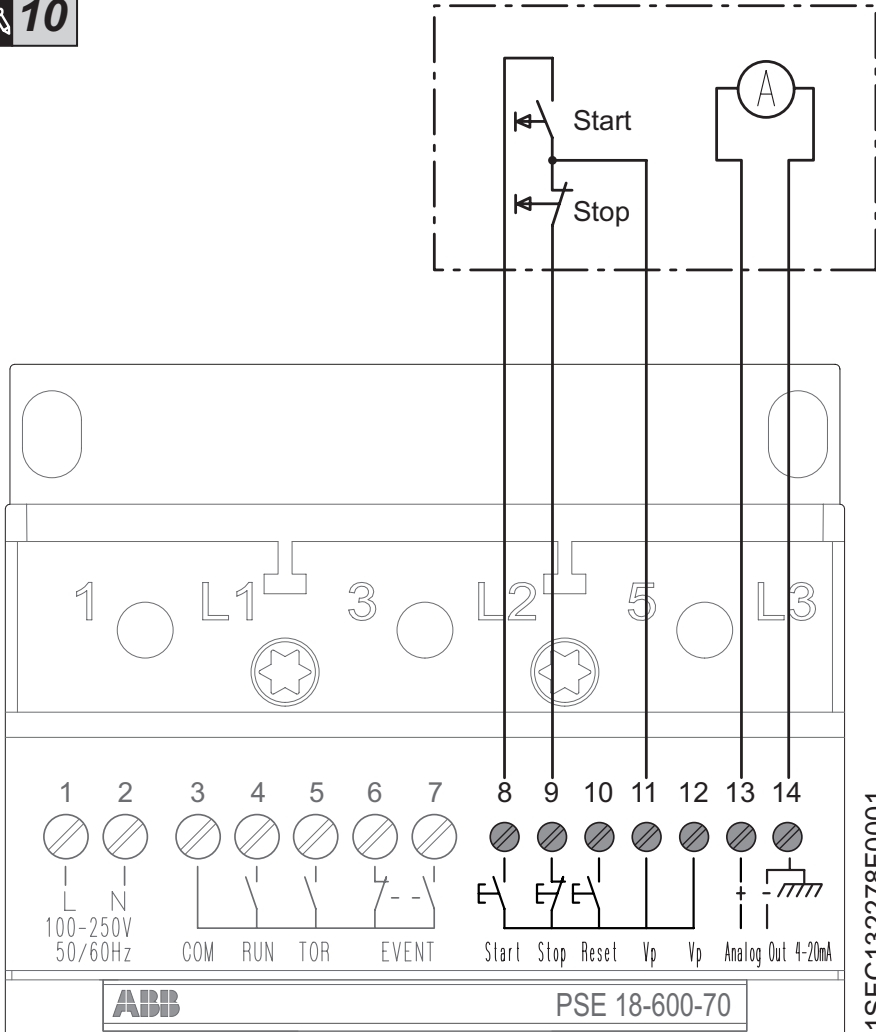 10
A
Start
Stop
1 L1 3 L2 5 L3
1 2 3 4 5 6 7 8 9 10 11 12 13 14
L N + -
100-250V
50/60Hz COM RUN TOR EVENT Start Stop Reset Vp Vp Analog Out 4-20mA
ABB PSE 18-600-70
1SFC132278F0001